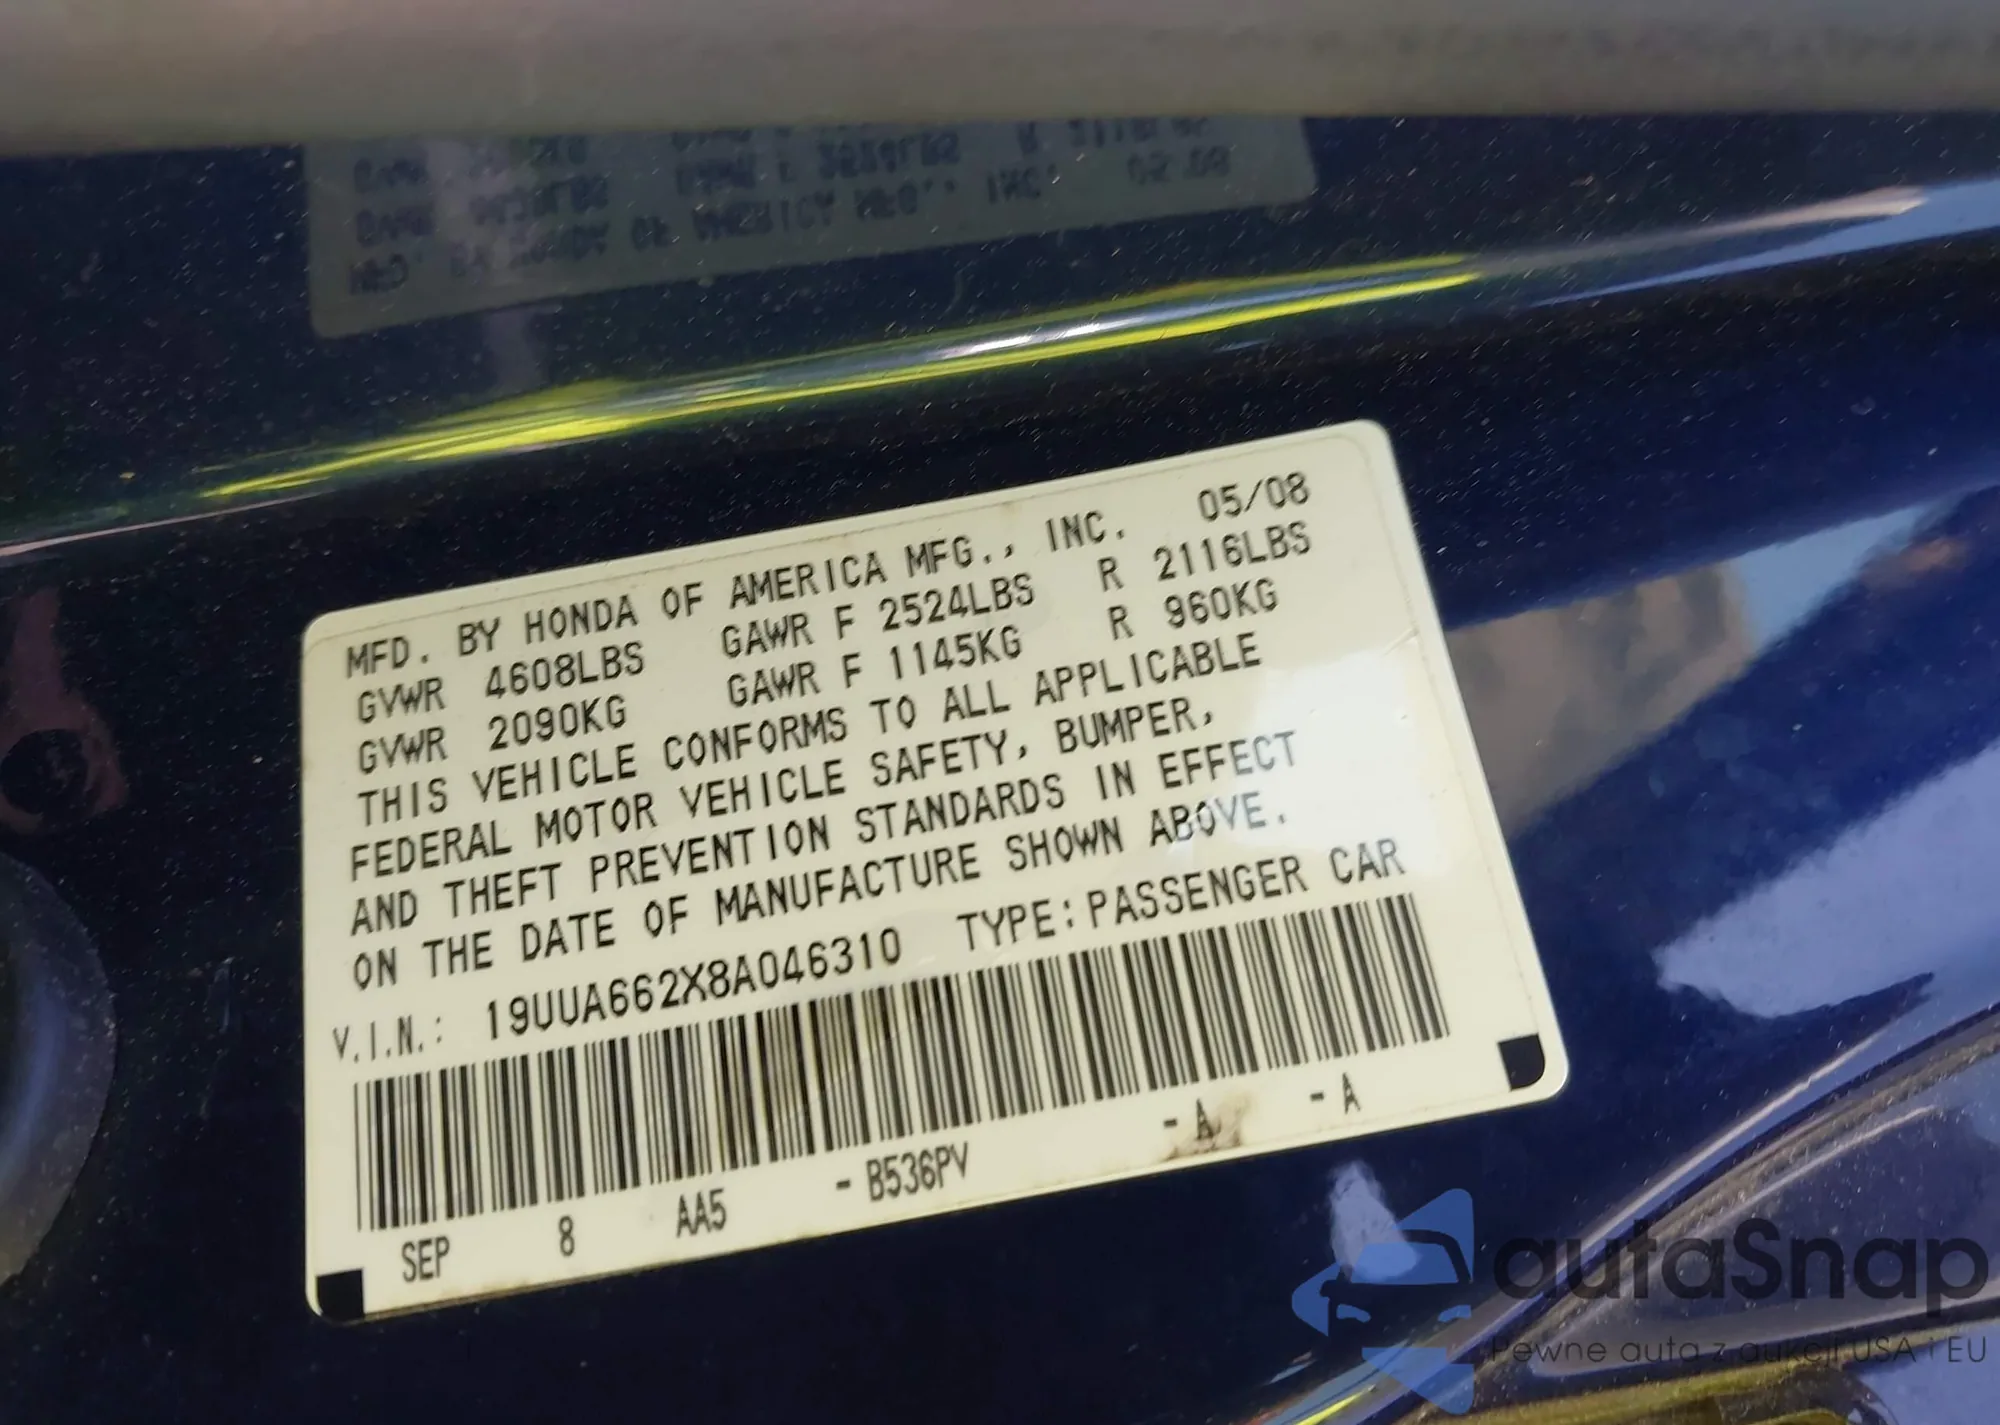 MFD. BY HONDA OF AMERICA MFG., INC. 05/08
GVWR 4608LBS GAWR F 2524LBS R 2116LBS
GVWR 2090KG GAWR F 1145KG R 960KG
THIS VEHICLE CONFORMS TO ALL APPLICABLE
FEDERAL MOTOR VEHICLE SAFETY, BUMPER,
AND THEFT PREVENTION STANDARDS IN EFFECT
ON THE DATE OF MANUFACTURE SHOWN ABOVE.
V.I.N.: 19UUA662X8A046310 TYPE: PASSENGER CAR
SEP 8 AA5 - B536PV - A - A
autaSnap
Pewne auta z aukcji USA i EU